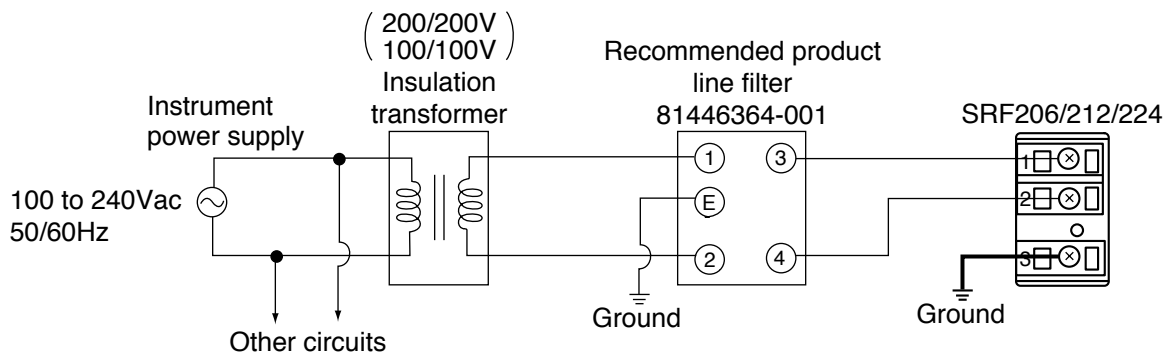 ( 200/200V )
100/100V
Insulation
transformer
Recommended product
line filter
81446364-001
SRF206/212/224
Instrument
power supply
100 to 240Vac
50/60Hz
1
3
E
2
4
1
2
3
Ground
Ground
Other circuits